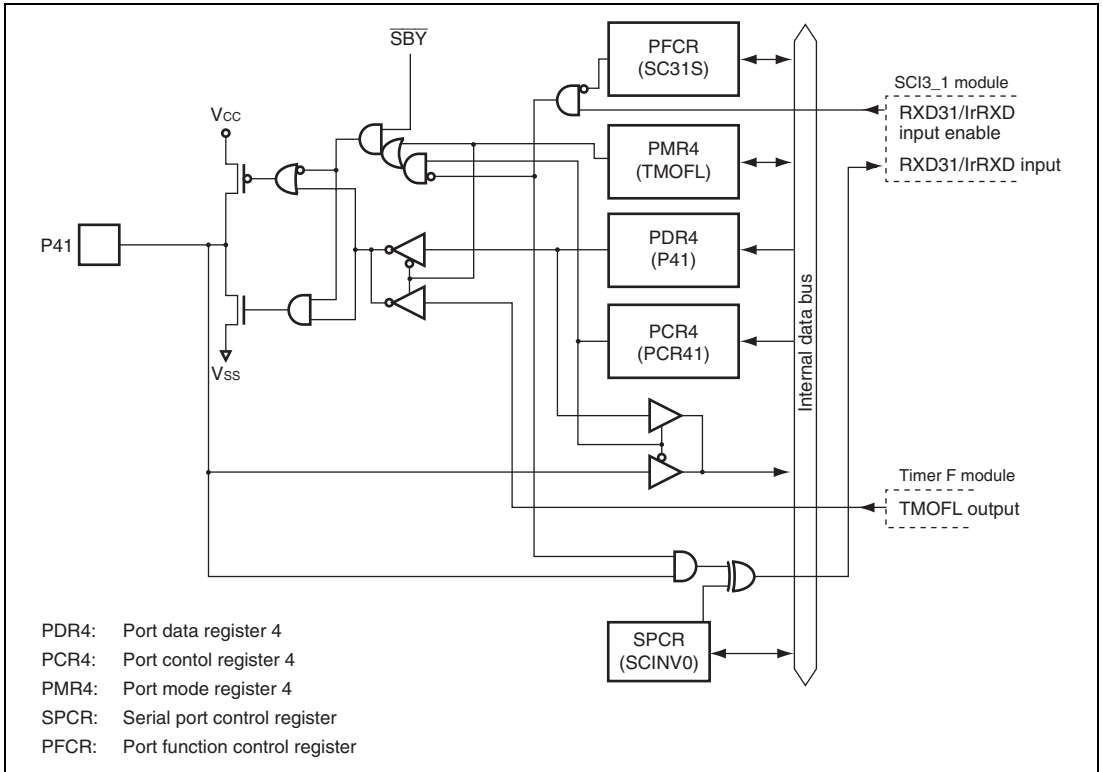 SBY
PFCR
(SC31S)
SCI3_1 module
RXD31/IrRXD
input enable
RXD31/IrRXD input
VCC
PMR4
(TMOFL)
P41
PDR4
(P41)
PCR4
(PCR41)
VSS
Internal data bus
Timer F module
TMOFL output
SPCR
(SCINV0)
PDR4: Port data register 4
PCR4: Port contol register 4
PMR4: Port mode register 4
SPCR: Serial port control register
PFCR: Port function control register